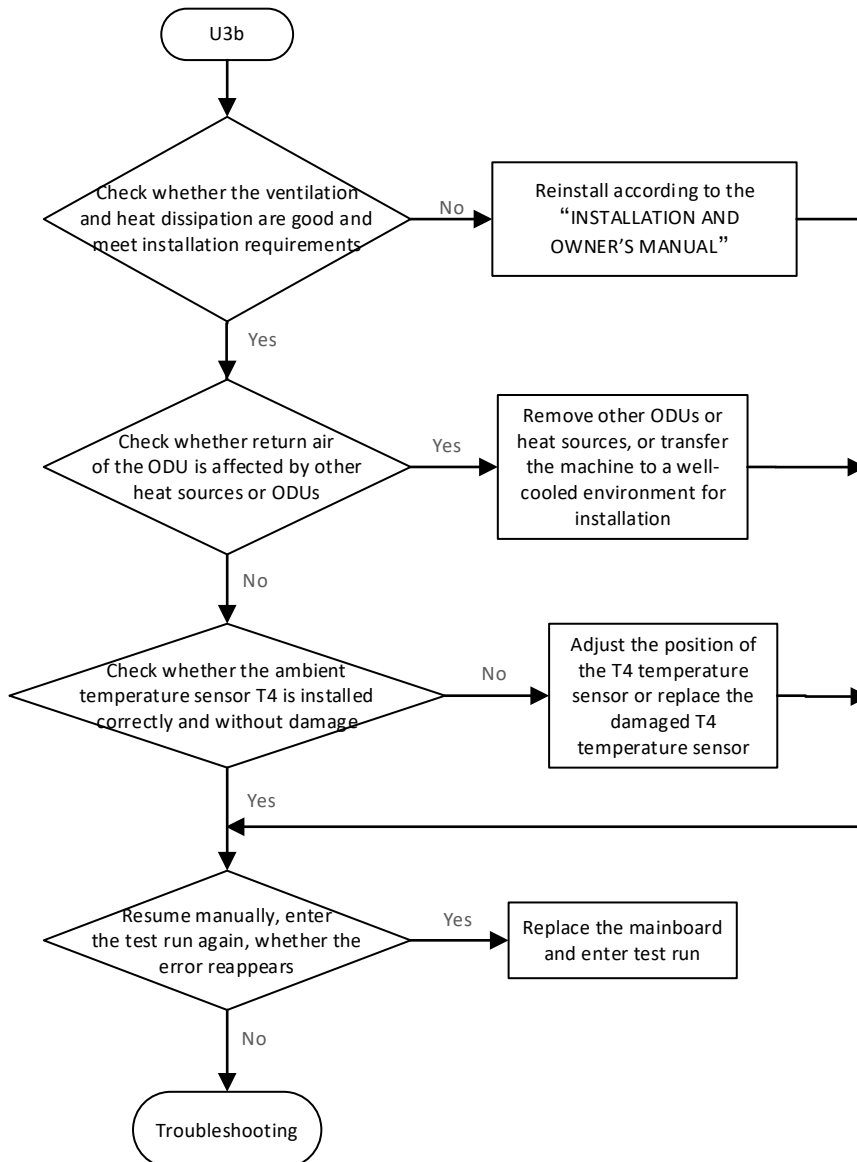 U3b
Check whether the ventilation
and heat dissipation are good and
meet installation requirements
No
Reinstall according to the
“INSTALLATION AND
OWNER’S MANUAL”
Yes
Check whether return air
of the ODU is affected by other
heat sources or ODUs
Yes
Remove other ODUs or
heat sources, or transfer
the machine to a well-
cooled environment for
installation
No
Check whether the ambient
temperature sensor T4 is installed
correctly and without damage
No
Adjust the position of
the T4 temperature
sensor or replace the
damaged T4
temperature sensor
Yes
Resume manually, enter
the test run again, whether the
error reappears
Yes
Replace the mainboard
and enter test run
No
Troubleshooting